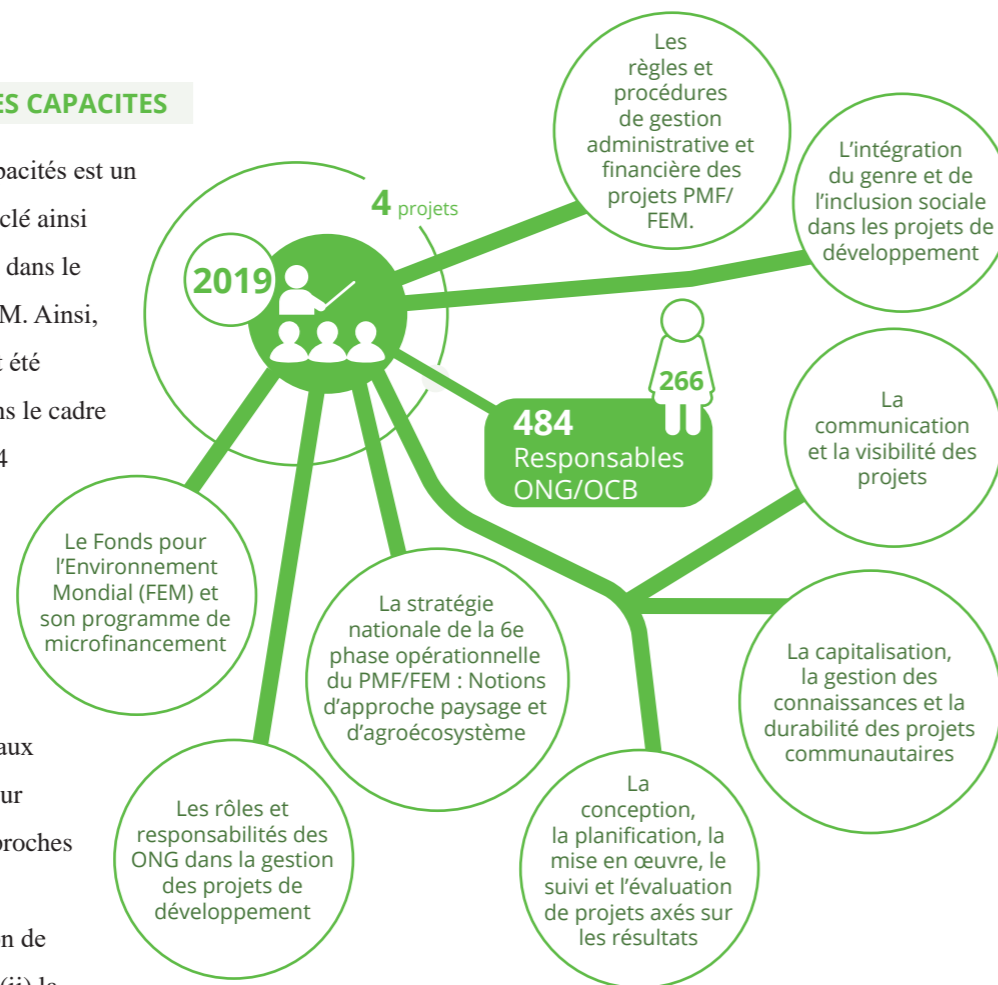 ES CAPACITES
pacités est un
clé ainsi
dans le
M. Ainsi,
t été
ns le cadre
4
aux
ur
proches
on de
(ii) la
4 projets
2019
266
484
Responsables
ONG/OCB
Les
règles et
procédures
de gestion
administrative et
financière des
projets PMF/
FEM.
L’intégration
du genre et de
l’inclusion sociale
dans les projets de
développement
La
communication
et la visibilité des
projets
La capitalisation,
la gestion des
connaissances et la
durabilité des projets
communautaires
La
conception,
la planification, la
mise en œuvre, le
suivi et l’évaluation
de projets axés sur
les résultats
La stratégie
nationale de la 6e
phase opérationnelle
du PMF/FEM : Notions
d’approche paysage et
d’agroécosystème
Les rôles et
responsabilités des
ONG dans la gestion
des projets de
développement
Le Fonds pour
l’Environnement
Mondial (FEM) et
son programme de
microfinancement